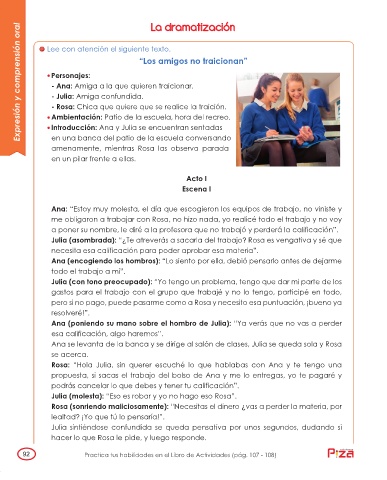 La dramatización
Expresión y comprensión oral
Lee con atención el siguiente texto.
"Los amigos no traicionan"
•Personajes:
- Ana: Amiga a la que quieren traicionar.
- Julia: Amiga confundida.
- Rosa: Chica que quiere que se realice la traición.
•Ambientación: Patio de la escuela, hora del recreo.
•Introducción: Ana y Julia se encuentran sentadas
en una banca del patio de la escuela conversando
amenamente, mientras Rosa las observa parada
en un pilar frente a ellas.
Acto I
Escena I
Ana: "Estoy muy molesta, el día que escogieron los equipos de trabajo, no viniste y
me obligaron a trabajar con Rosa, no hizo nada, yo realicé todo el trabajo y no voy
a poner su nombre, le diré a la profesora que no trabajó y perderá la calificación".
Julia (asombrada): "¿Te atreverás a sacarla del trabajo? Rosa es vengativa y sé que
necesita esa calificación para poder aprobar esa materia".
Ana (encogiendo los hombros): "Lo siento por ella, debió pensarlo antes de dejarme
todo el trabajo a mí".
Julia (con tono preocupado): "Yo tengo un problema, tengo que dar mi parte de los
gastos para el trabajo con el grupo que trabajé y no lo tengo, participé en todo,
pero si no pago, puede pasarme como a Rosa y necesito esa puntuación, ¡bueno ya
resolveré!".
Ana (poniendo su mano sobre el hombro de Julia): "Ya verás que no vas a perder
esa calificación, algo haremos".
Ana se levanta de la banca y se dirige al salón de clases, Julia se queda sola y Rosa
se acerca.
Rosa: "Hola Julia, sin querer escuché lo que hablabas con Ana y te tengo una
propuesta, si sacas el trabajo del bolso de Ana y me lo entregas, yo te pagaré y
podrás cancelar lo que debes y tener tu calificación".
Julia (molesta): "Eso es robar y yo no hago eso Rosa".
Rosa (sonriendo maliciosamente): "Necesitas el dinero ¿vas a perder la materia, por
lealtad? ¡Yo que tú lo pensaría!".
Julia sintiéndose confundida se queda pensativa por unos segundos, dudando si
hacer lo que Rosa le pide, y luego responde.
92
Practica tus habilidades en el Libro de Actividades (pág. 107 - 108)
Piza